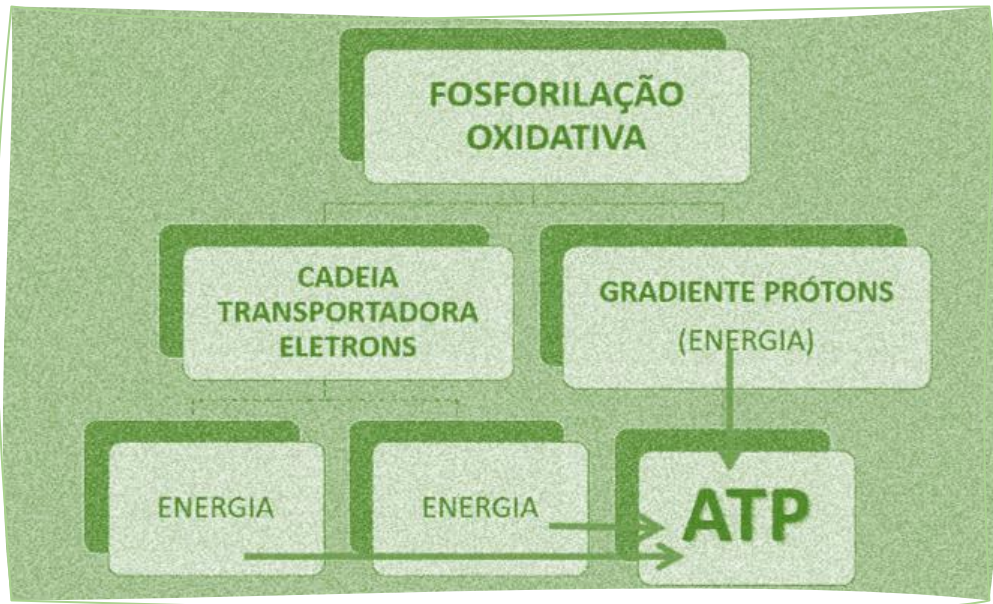 FOSFORILAÇÃO
OXIDATIVA
CADEIA
TRANSPORTADORA
ELETRONS
GRADIENTE PRÓTONS
(ENERGIA)
ENERGIA
ENERGIA
ATP